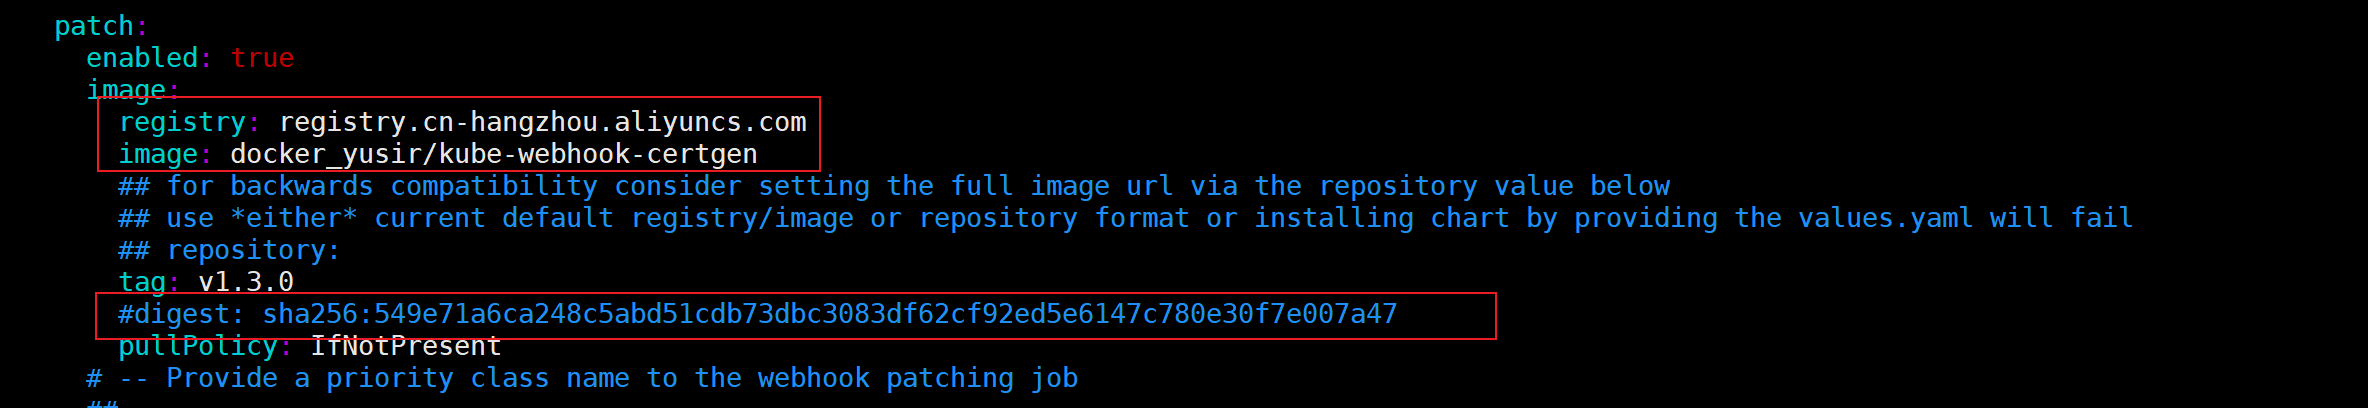 patch:
enabled: true
image:
registry: registry.cn-hangzhou.aliyuncs.com
image: docker_yusir/kube-webhook-certgen
## for backwards compatibility consider setting the full image url via the repository value below
## use *either* current default registry/image or repository format or installing chart by providing the values.yaml will fail
## repository:
tag: v1.3.0
#digest: sha256:549e71a6ca248c5abd51cdb73dbc3083df62cf92ed5e6147c780e30f7e007a47
pullPolicy: IfNotPresent
# -- Provide a priority class name to the webhook patching job
##